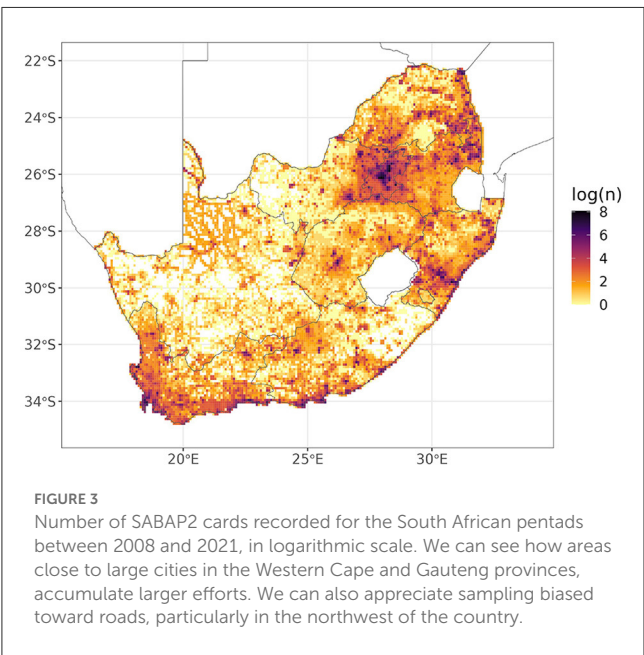 22°S
24°S
26°S
28°S
30°S
32°S
34°S
20°E
25°E
30°E
log(n)
8
6
4
2
0
FIGURE 3
Number of SABAP2 cards recorded for the South African pentads
between 2008 and 2021, in logarithmic scale. We can see how areas
close to large cities in the Western Cape and Gauteng provinces,
accumulate larger efforts. We can also appreciate sampling biased
toward roads, particularly in the northwest of the country.